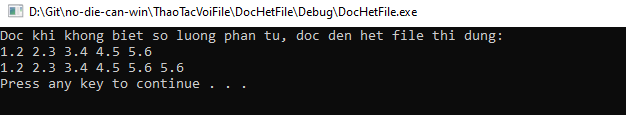 D:\Git\no-die-can-win\ThaoTacVoiFile\DocHetFile\Debug\DocHetFile.exe
Doc khi khong biet so luong phan tu, doc den het file thi dung:
1.2 2.3 3.4 4.5 5.6
1.2 2.3 3.4 4.5 5.6 5.6
Press any key to continue . . .